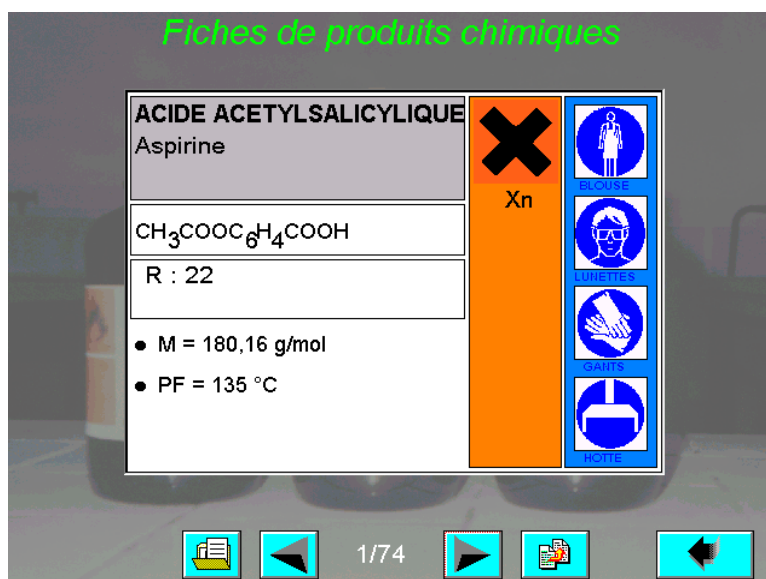 Fiches de produits chimiques
ACIDE ACETYLSALICYLIQUE
Aspirine
CH3COOC6H4COOH
R : 22
● M = 180,16 g/mol
● PF = 135 °C
Xn
BLOUSE
LUNETTES
GANTS
HOTTE
1/74